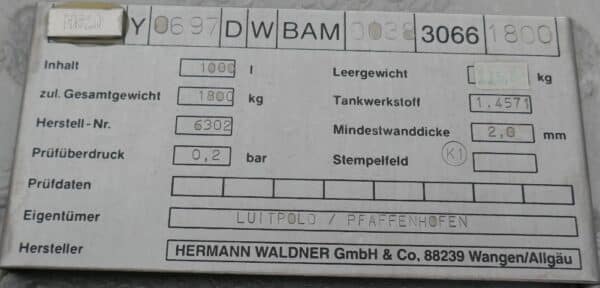 Y 0697 D W BAM 0038 3066 1800
Inhalt 1000 l Leergewicht kg
zul. Gesamtgewicht 1800 kg Tankwerkstoff 1.4571
Herstell-Nr. 6302 Mindestwanddicke 2,0 mm
Prüfüberdruck 0,2 bar Stempelfeld K1
Prüfdaten
Eigentümer LUITPOLD / PFAFFENHOFEN
Hersteller HERMANN WALDNER GmbH & Co, 88239 Wangen/Allgäu